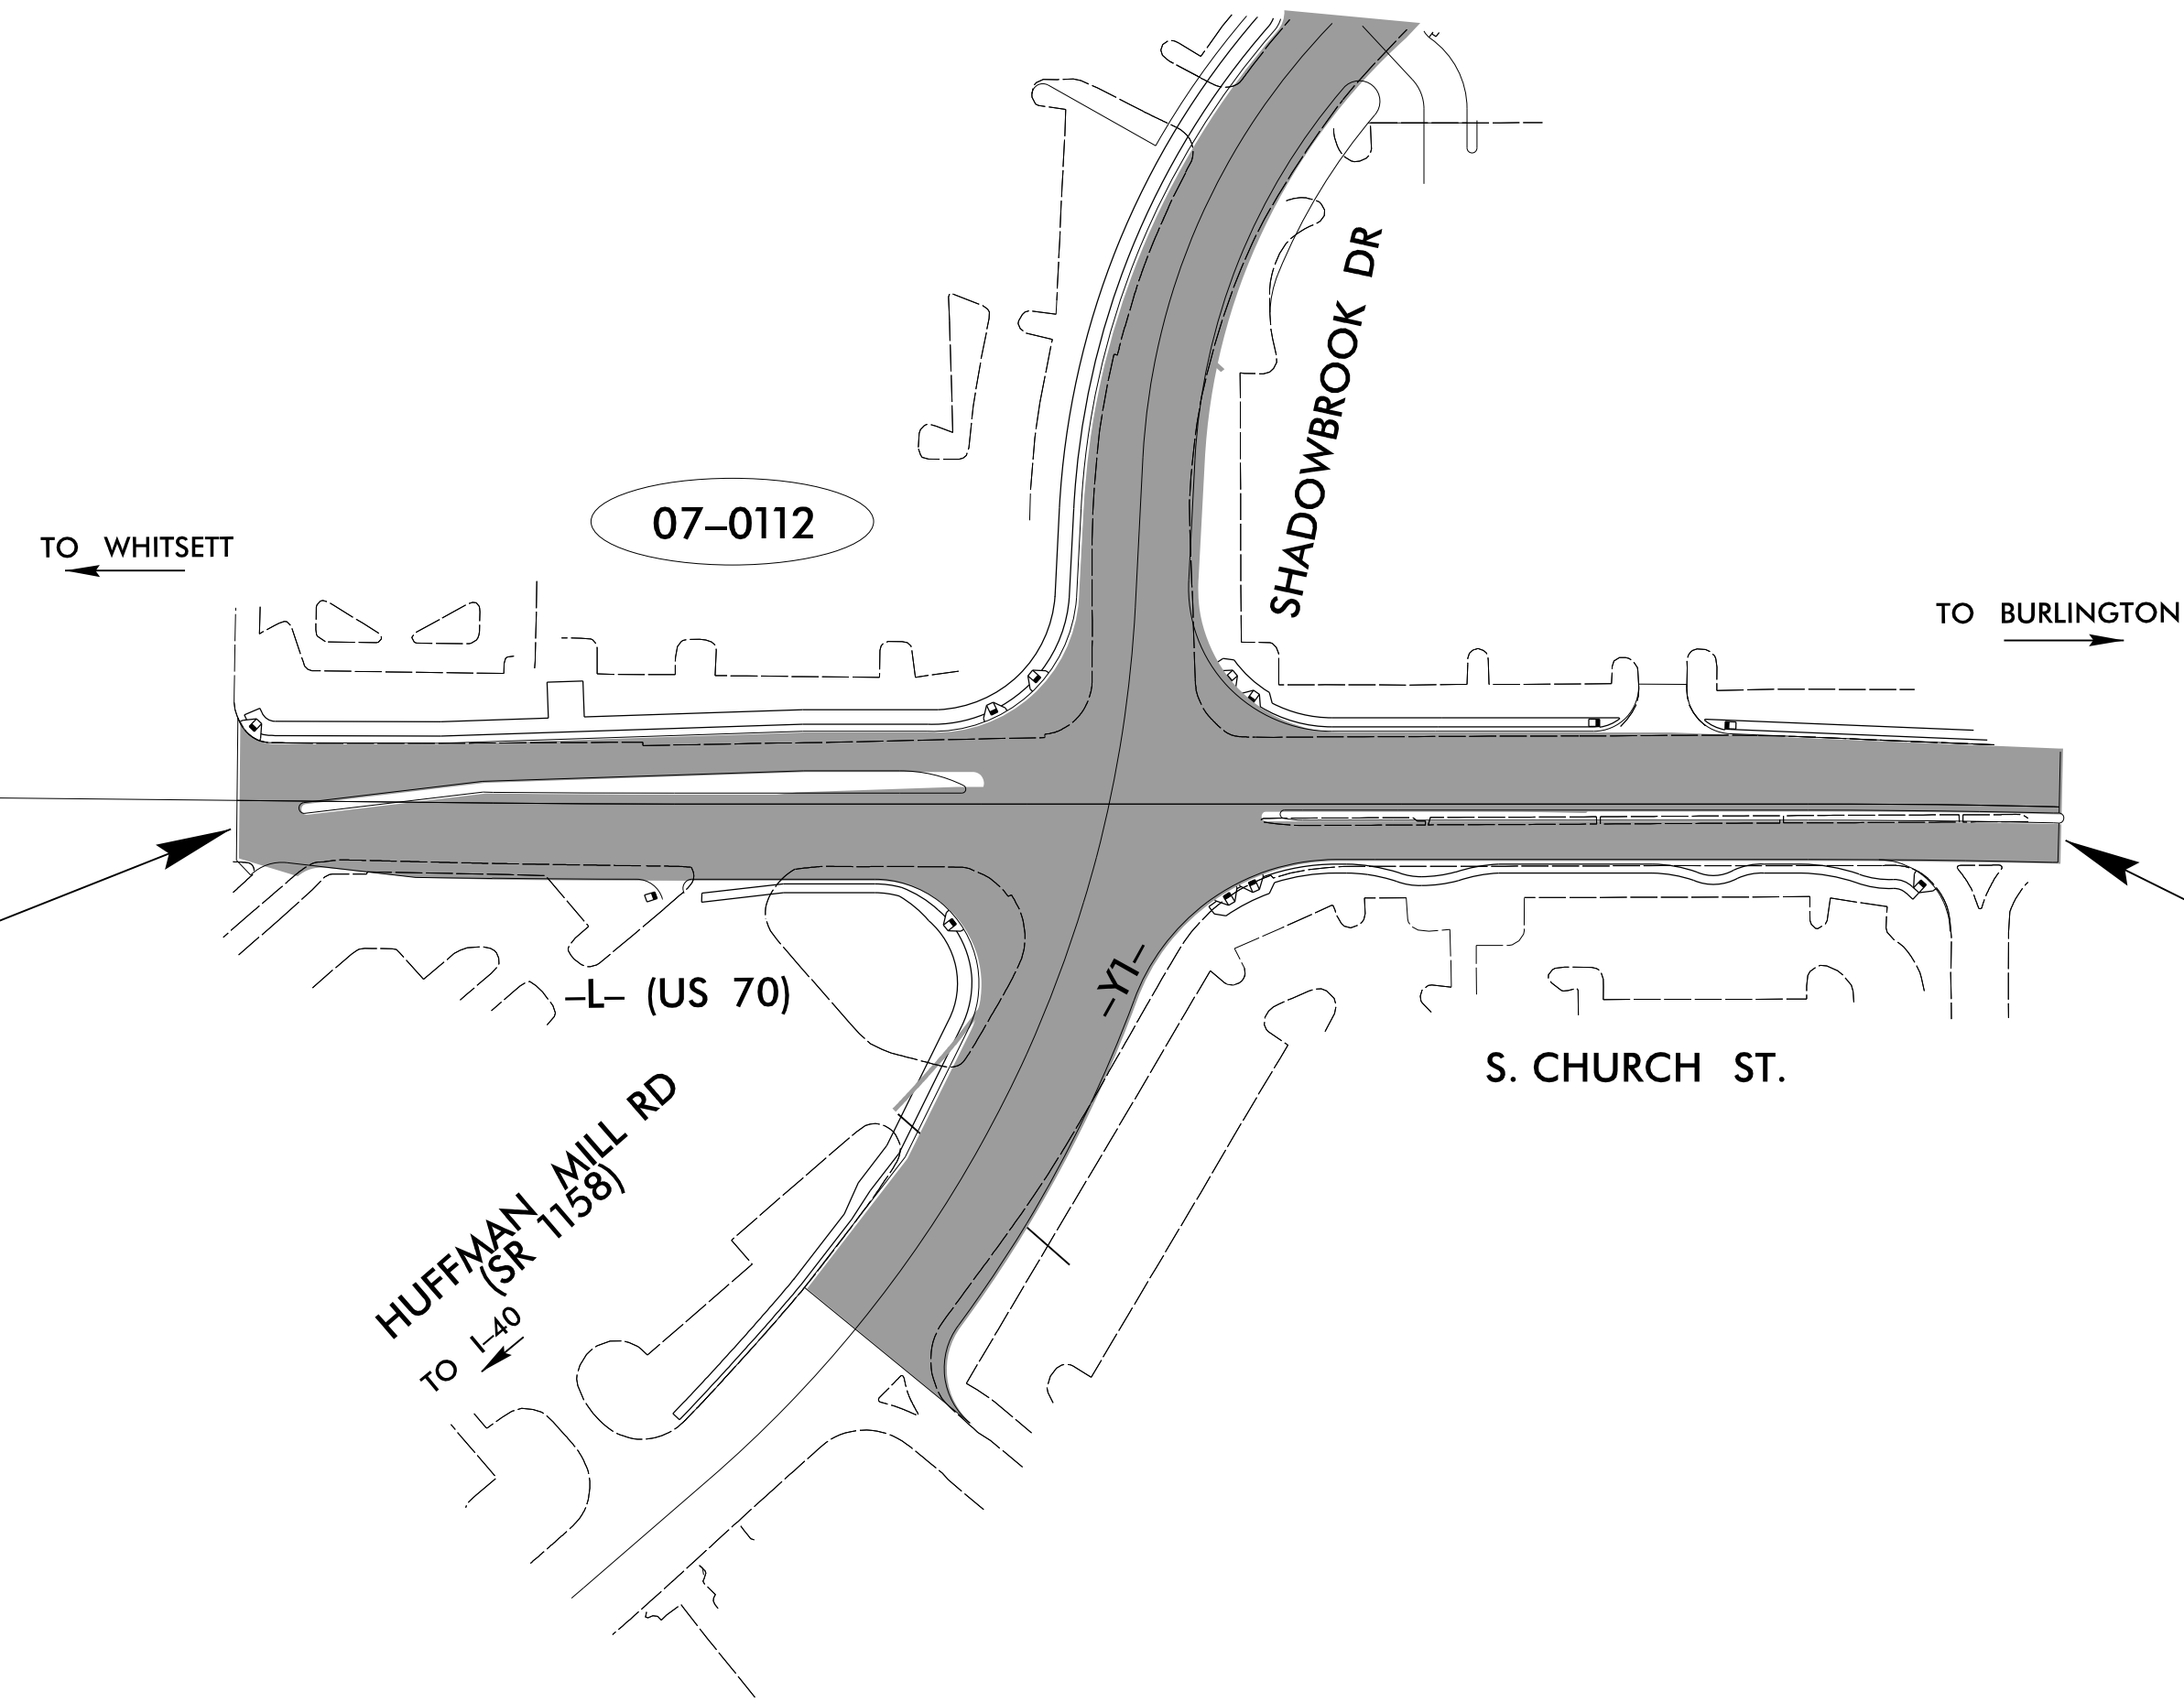 SHADOWBROOK DR
07–0112
TO WHITSETT
TO BURLINGTON
–Y1–
–L– (US 70)
S. CHURCH ST.
HUFFMAN MILL RD
(SR 1158)
TO I–40